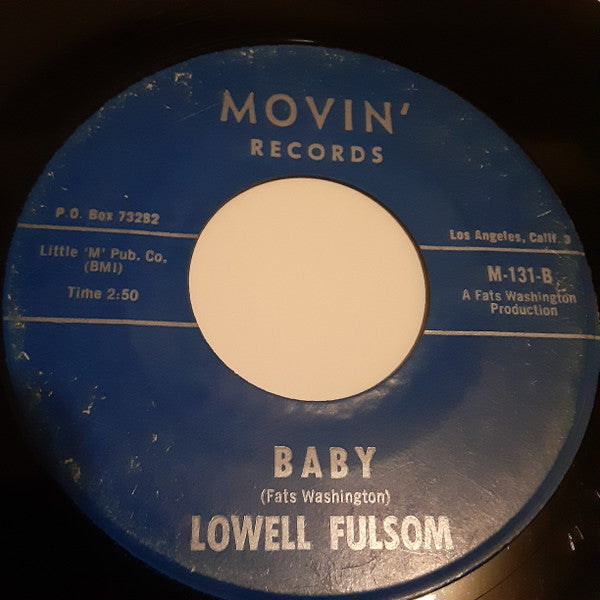 MOVIN'
RECORDS
P.O. Box 73282
Los Angeles, Calif. 3
Little 'M' Pub. Co.
(BMI)
Time 2:50
M-131-B
A Fats Washington
Production
BABY
(Fats Washington)
LOWELL FULSOM